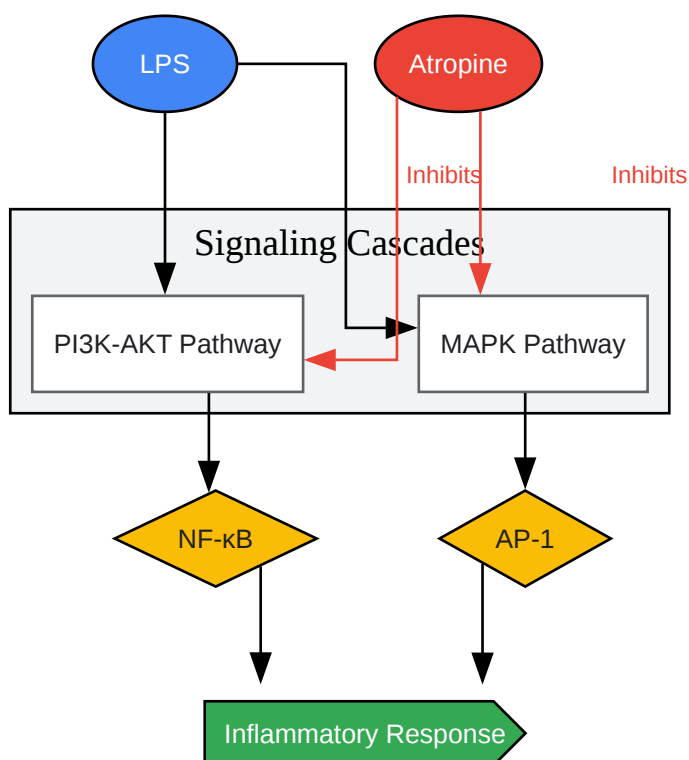 LPS
Atropine
Inhibits
Inhibits
Signaling Cascades
PI3K-AKT Pathway
MAPK Pathway
NF-κB
AP-1
Inflammatory Response